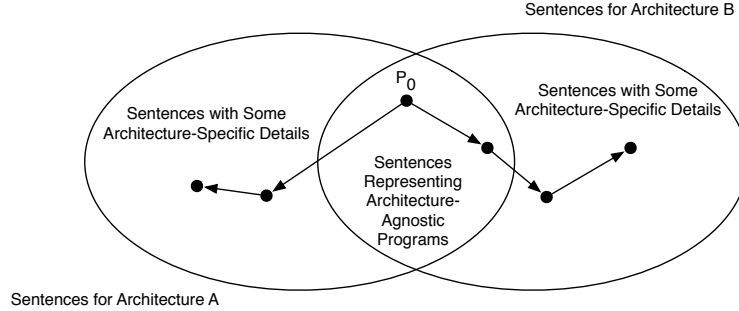 Sentences for Architecture B
P0
Sentences with Some
Architecture-Specific Details
Sentences with Some
Architecture-Specific Details
Sentences
Representing
Architecture-
Agnostic
Programs
Sentences for Architecture A